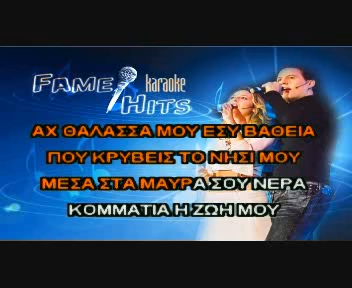 FAME karaoke
HITS
ΑΧ ΘΑΛΑΣΣΑ ΜΟΥ ΕΣΥ ΒΑΘΕΙΑ
ΠΟΥ ΚΡΥΒΕΙΣ ΤΟ ΝΗΣΙ ΜΟΥ
ΜΕΣΑ ΣΤΑ ΜΑΥΡΑ ΣΟΥ ΝΕΡΑ
ΚΟΜΜΑΤΙΑ Η ΖΩΗ ΜΟΥ